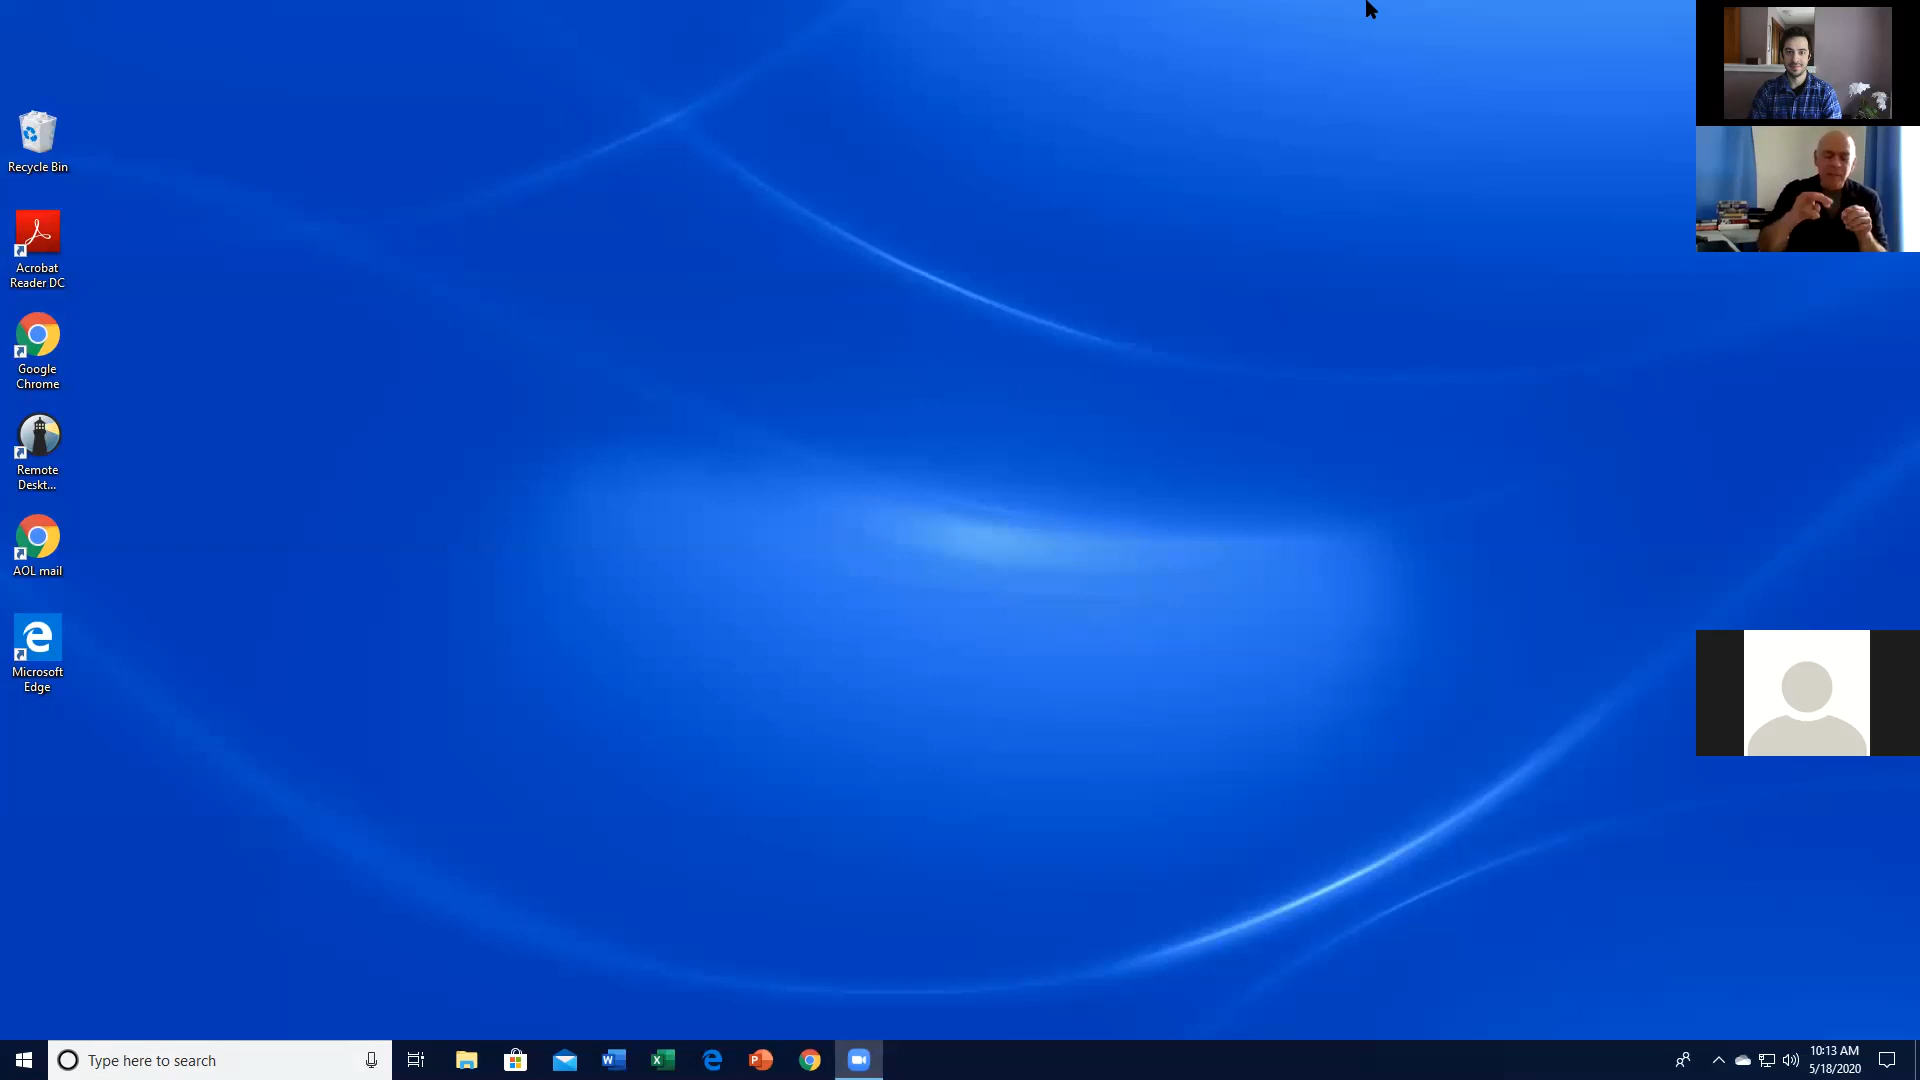 Recycle Bin
Acrobat
Reader DC
Google
Chrome
Remote
Deskt...
AOL mail
Microsoft
Edge
Type here to search
10:13 AM
5/18/2020